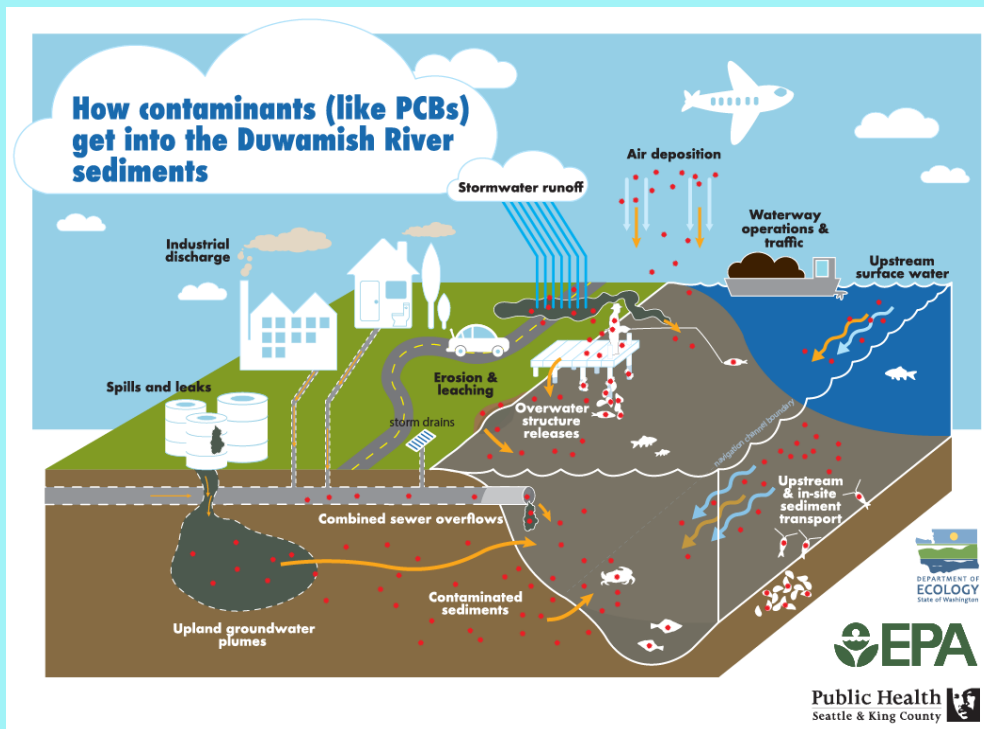 How contaminants (like PCBs)
get into the Duwamish River
sediments
Air deposition
Stormwater runoff
Waterway
operations &
traffic
Industrial
discharge
Upstream
surface water
Spills and leaks
Erosion &
leaching
Overwater
structure
releases
storm drains
navigation channel boundary
Upstream
& in-site
sediment
transport
Combined sewer overflows
Contaminated
sediments
Upland groundwater
plumes
DEPARTMENT OF
ECOLOGY
State of Washington
EPA
Public Health
Seattle & King County